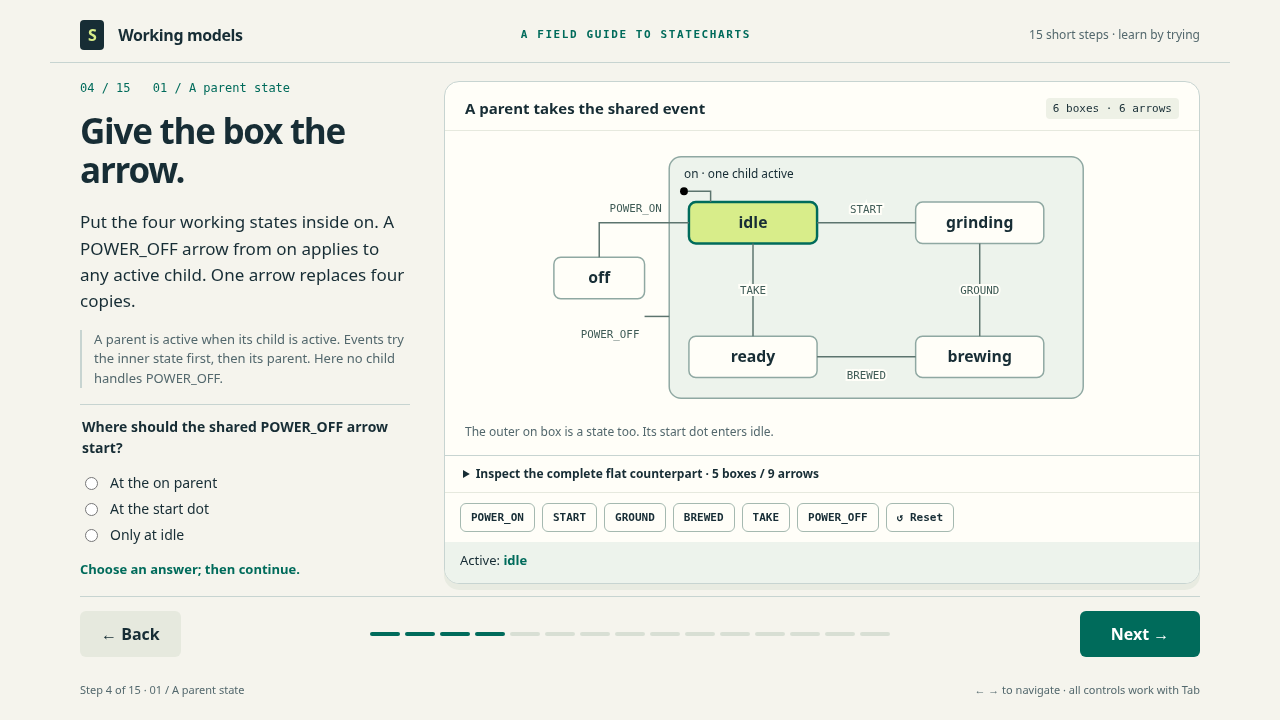 S Working models
A FIELD GUIDE TO STATECHARTS
15 short steps · learn by trying
04 / 15 01 / A parent state
Give the box the
arrow.
Put the four working states inside on. A
POWER_OFF arrow from on applies to
any active child. One arrow replaces four
copies.
A parent is active when its child is active. Events try
the inner state first, then its parent. Here no child
handles POWER_OFF.
Where should the shared POWER_OFF arrow
start?
At the on parent
At the start dot
Only at idle
Choose an answer; then continue.
A parent takes the shared event
6 boxes · 6 arrows
on · one child active
POWER_ON
idle
START
grinding
off
TAKE
GROUND
POWER_OFF
ready
BREWED
brewing
The outer on box is a state too. Its start dot enters idle.
▶ Inspect the complete flat counterpart · 5 boxes / 9 arrows
POWER_ON START GROUND BREWED TAKE POWER_OFF ↺ Reset
Active: idle
← Back
Next →
Step 4 of 15 · 01 / A parent state
← → to navigate · all controls work with Tab